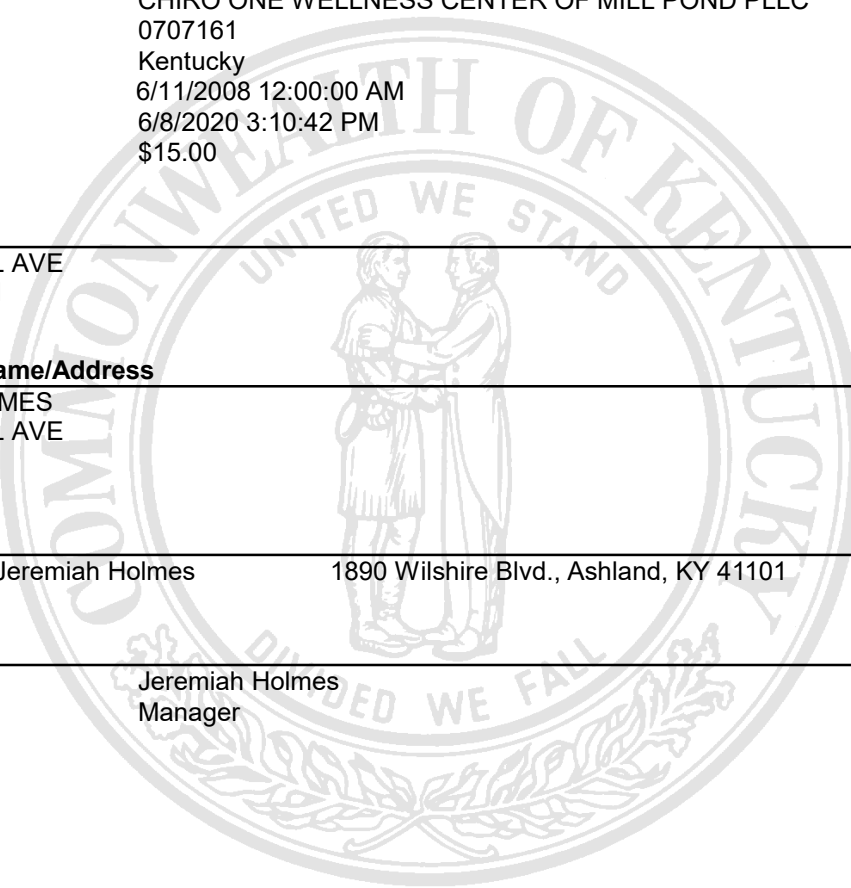 CHIRO ONE WELLNESS CENTER OF MILL POND PLLC
0707161
Kentucky
6/11/2008 12:00:00 AM
6/8/2020 3:10:42 PM
$15.00
AVE
ame/Address
MES
AVE
Jeremiah Holmes 1890 Wilshire Blvd., Ashland, KY 41101
Jeremiah Holmes
Manager
COMMONWEALTH OF KENTUCKY
UNITED WE STAND
DIVIDED WE FALL